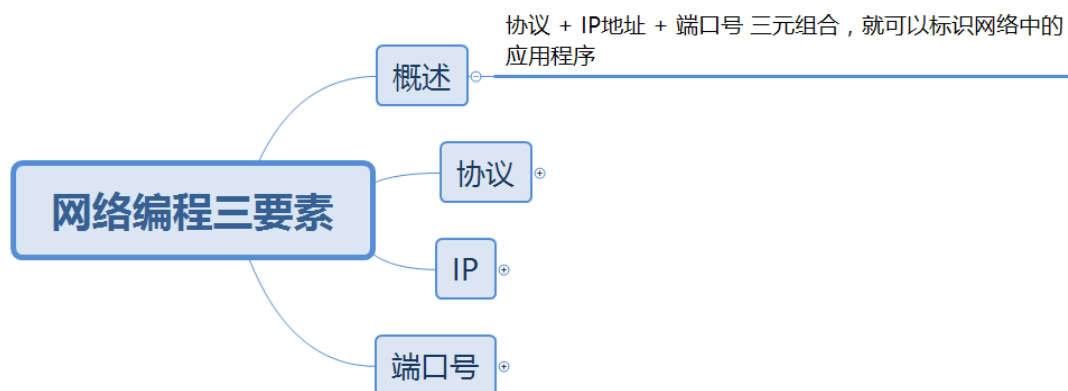 协议 + IP地址 + 端口号 三元组合，就可以标识网络中的
应用程序
概述
协议
网络编程三要素
IP
端口号